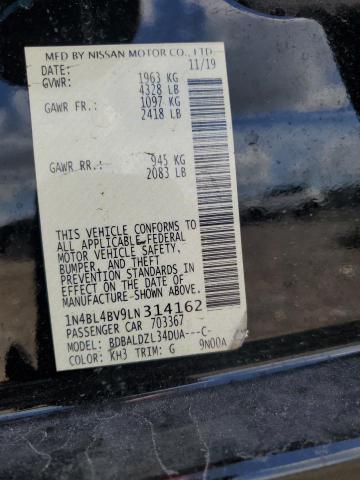 MFD BY NISSAN MOTOR CO., LTD
DATE: 11/19
GVWR: 1963 KG
4328 LB
GAWR FR.: 1097 KG
2418 LB
GAWR RR.: 945 KG
2083 LB
THIS VEHICLE CONFORMS TO
ALL APPLICABLE FEDERAL
MOTOR VEHICLE SAFETY,
BUMPER, AND THEFT
PREVENTION STANDARDS IN
EFFECT ON THE DATE OF
MANUFACTURE SHOWN ABOVE.
1N4BL4BV9LN314162
PASSENGER CAR 703367
MODEL: BDBALDZL34DUA---C-
COLOR: KH3 TRIM: G 9N00A